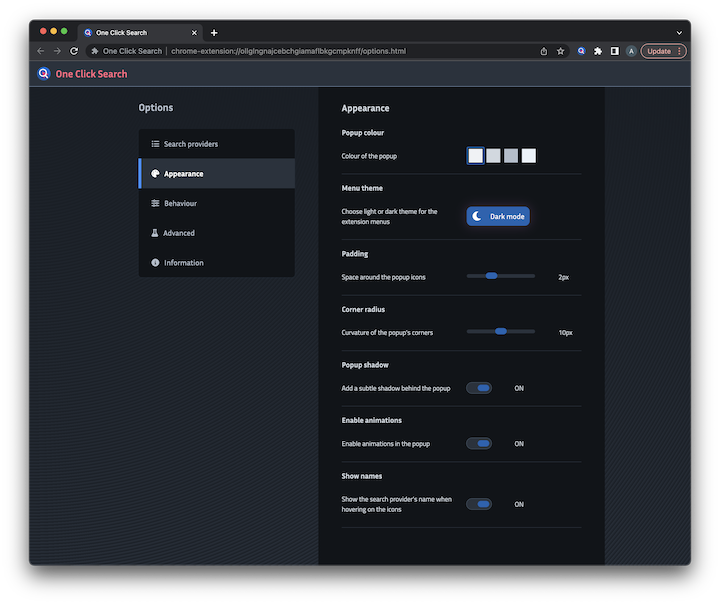 One Click Search
One Click Search | chrome-extension://ollglngnajcebchgiamaflbkgcmpknff/options.html
A
Update
One Click Search
Options
Search providers
Appearance
Behaviour
Advanced
Information
Appearance
Popup colour
Colour of the popup
Menu theme
Choose light or dark theme for the
extension menus
Dark mode
Padding
Space around the popup icons
2px
Corner radius
Curvature of the popup's corners
10px
Popup shadow
Add a subtle shadow behind the popup
ON
Enable animations
Enable animations in the popup
ON
Show names
Show the search provider's name when
hovering on the icons
ON